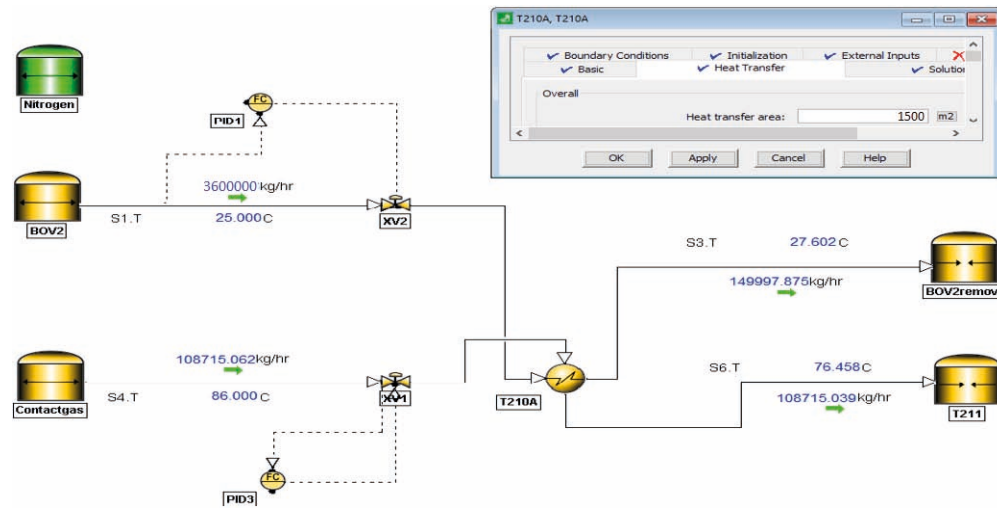 T210A, T210A
Boundary Conditions Initialization External Inputs
Basic Heat Transfer Solution
Overall
Heat transfer area: 1500 m2
OK Apply Cancel Help
Nitrogen
FC
PID1
3600000 kg/hr
S1.T 25.000 C
BOV2
XV2
S3.T 27.602 C
149997.875 kg/hr
BOV2remov
108715.062 kg/hr
S4.T 86.000 C
Contactgas
XV1
T210A
S6.T 76.458 C
108715.039 kg/hr
T211
FC
PID3